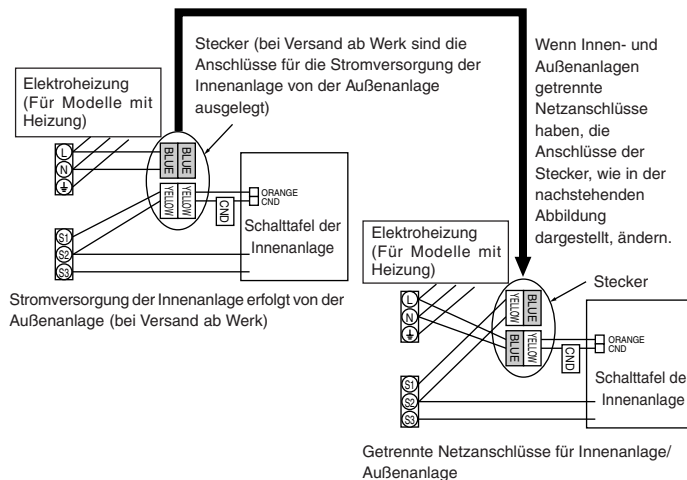 Stecker (bei Versand ab Werk sind die
Anschlüsse für die Stromversorgung der
Innenanlage von der Außenanlage
ausgelegt)
Elektroheizung
(Für Modelle mit
Heizung)
L
N
BLUE
BLUE
YELLOW
YELLOW
ORANGE
CND
CND
Schalttafel der
Innenanlage
S1
S2
S3
Stromversorgung der Innenanlage erfolgt von der
Außenanlage (bei Versand ab Werk)
Wenn Innen- und
Außenanlagen
getrennte
Netzanschlüsse
haben, die
Anschlüsse der
Stecker, wie in der
nachstehenden
Abbildung
dargestellt, ändern.
Elektroheizung
(Für Modelle mit
Heizung)
Stecker
L
N
YELLOW
BLUE
BLUE
YELLOW
ORANGE
CND
CND
Schalttafel der
Innenanlage
S1
S2
S3
Getrennte Netzanschlüsse für Innenanlage/
Außenanlage